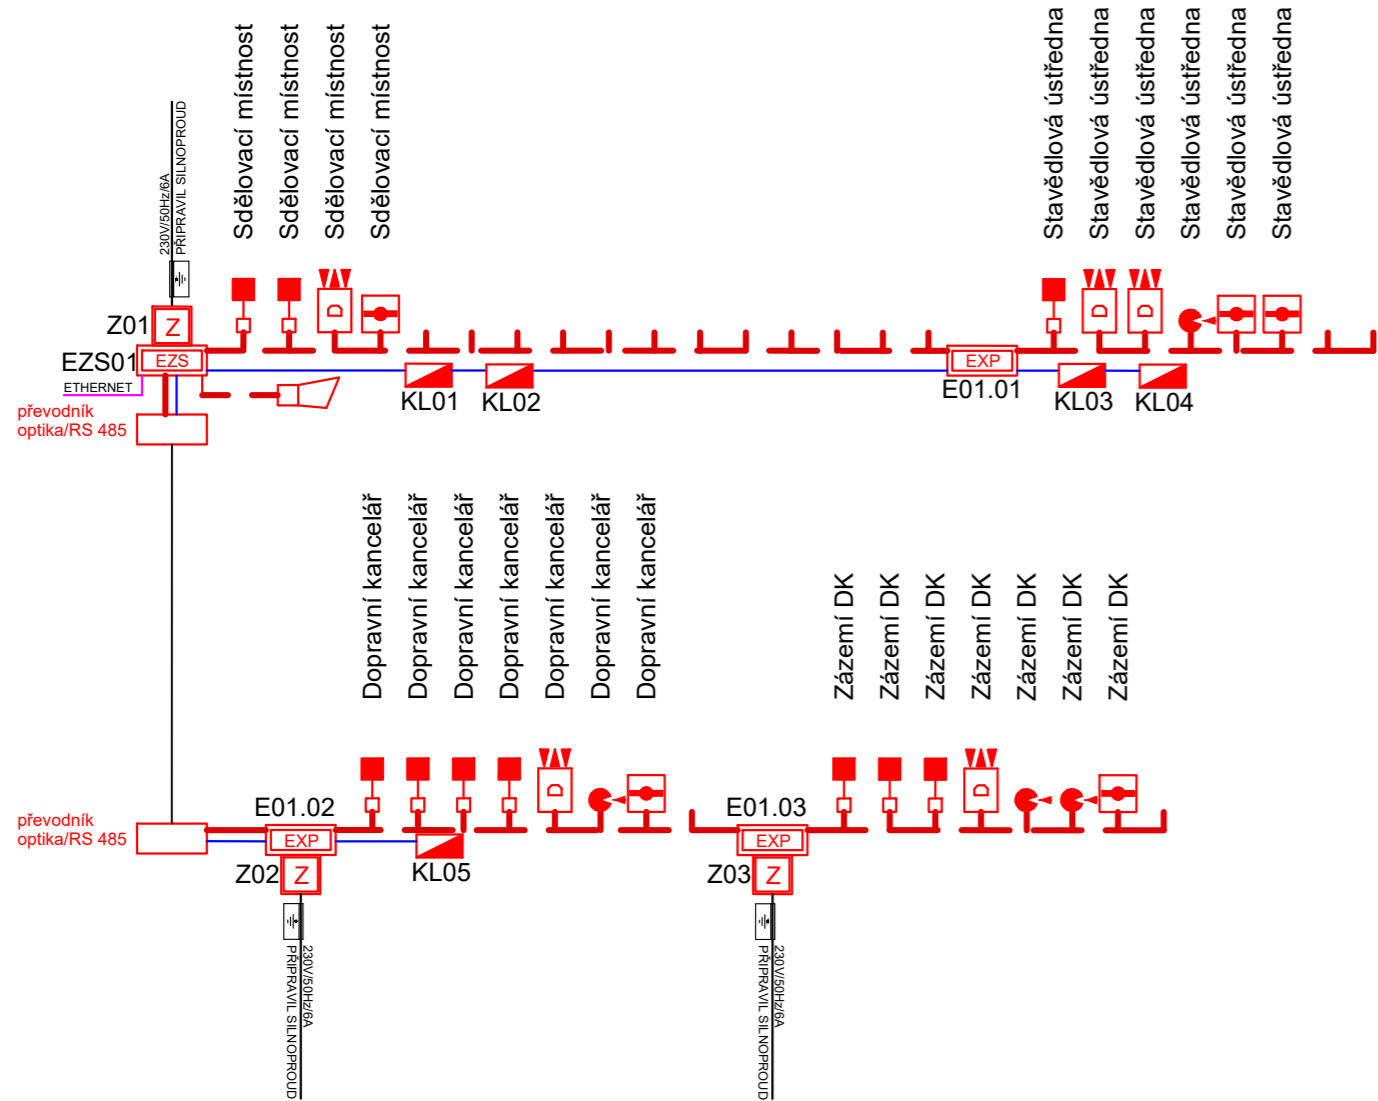 Sdělovací místnost
Sdělovací místnost
Sdělovací místnost
Sdělovací místnost
Stavědlová ústředna
Stavědlová ústředna
Stavědlová ústředna
Stavědlová ústředna
Stavědlová ústředna
Stavědlová ústředna
230V/50Hz/6A
PŘIPRAVIL SILNOPROUD
Z01
Z
EZS01
EZS
ETHERNET
D
D
D
EXP
E01.01
KL01
KL02
KL03
KL04
převodník
optika/RS 485
Dopravní kancelář
Dopravní kancelář
Dopravní kancelář
Dopravní kancelář
Dopravní kancelář
Dopravní kancelář
Dopravní kancelář
Zázemí DK
Zázemí DK
Zázemí DK
Zázemí DK
Zázemí DK
Zázemí DK
Zázemí DK
D
D
převodník
optika/RS 485
E01.02
EXP
Z02
Z
KL05
E01.03
EXP
Z03
Z
230V/50Hz/6A
PŘIPRAVIL SILNOPROUD
230V/50Hz/6A
PŘIPRAVIL SILNOPROUD